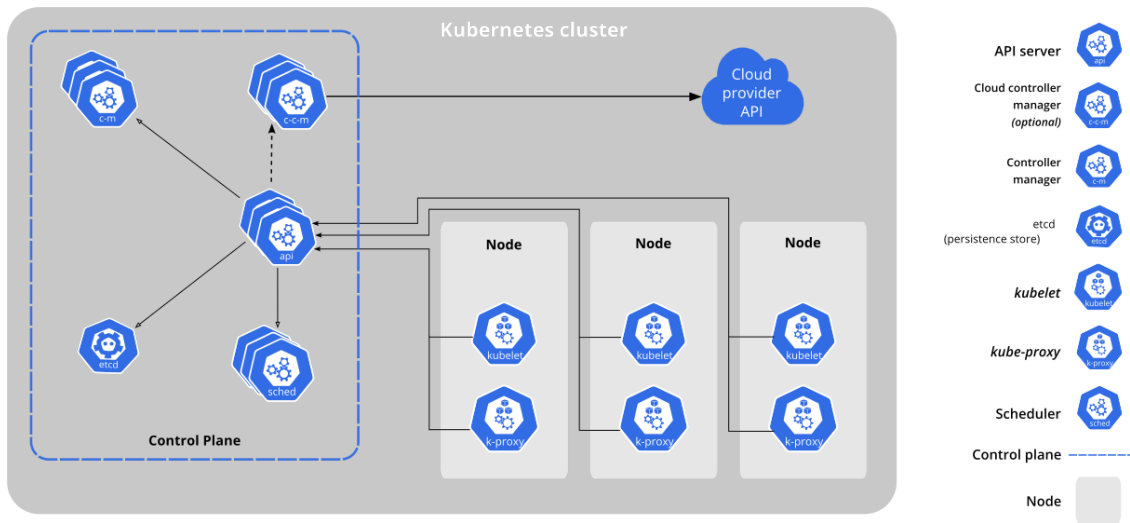 Kubernetes cluster
c-m
c-c-m
Cloud
provider
API
api
etcd
sched
Control Plane
Node
kubelet
k-proxy
Node
kubelet
k-proxy
Node
kubelet
k-proxy
API server
api
Cloud controller
manager
(optional)
c-c-m
Controller
manager
c-m
etcd
(persistence store)
etcd
kubelet
kubelet
kube-proxy
k-proxy
Scheduler
sched
Control plane
Node